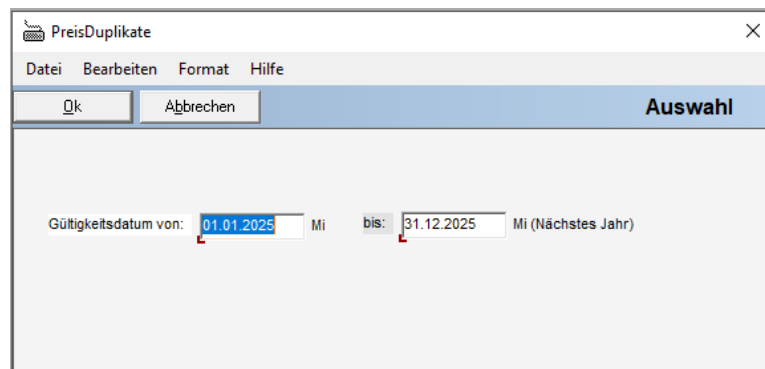 PreisDuplikate
Datei Bearbeiten Format Hilfe
Ok Abbrechen Auswahl
Gültigkeitsdatum von: 01.01.2025 Mi bis: 31.12.2025 Mi (Nächstes Jahr)